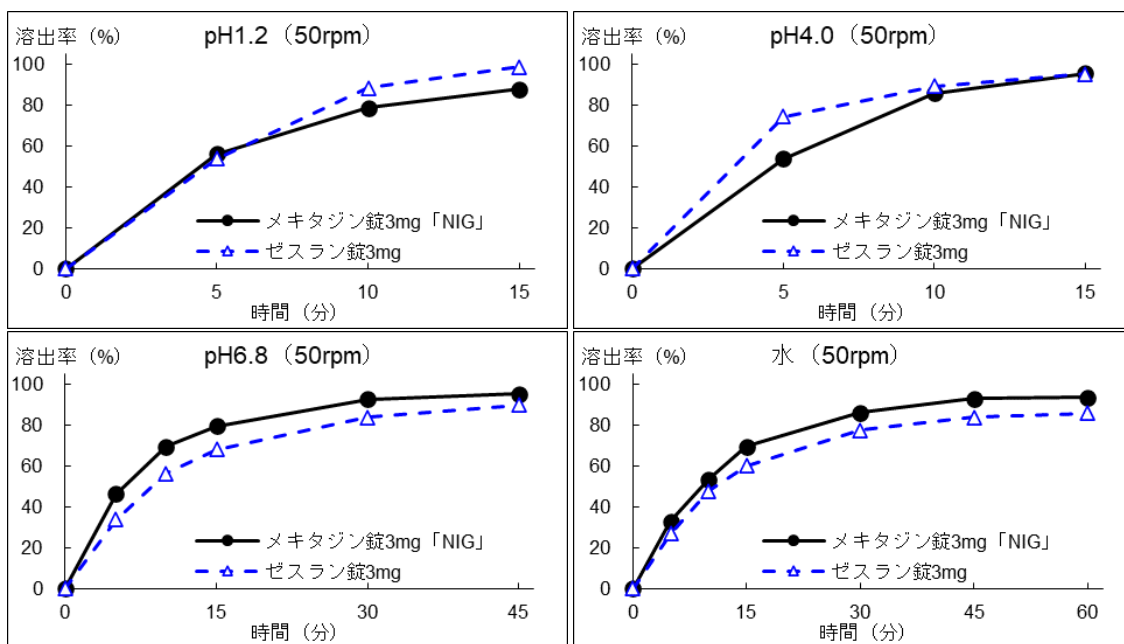 溶出率（%） pH1.2（50rpm）
100
80
60
40
20
0
メキタジン錠3mg「NIG」
ゼスラン錠3mg
0 5 10 15
時間（分）
溶出率（%） pH4.0（50rpm）
100
80
60
40
20
0
メキタジン錠3mg「NIG」
ゼスラン錠3mg
0 5 10 15
時間（分）
溶出率（%） pH6.8（50rpm）
100
80
60
40
20
0
メキタジン錠3mg「NIG」
ゼスラン錠3mg
0 15 30 45
時間（分）
溶出率（%） 水（50rpm）
100
80
60
40
20
0
メキタジン錠3mg「NIG」
ゼスラン錠3mg
0 15 30 45 60
時間（分）